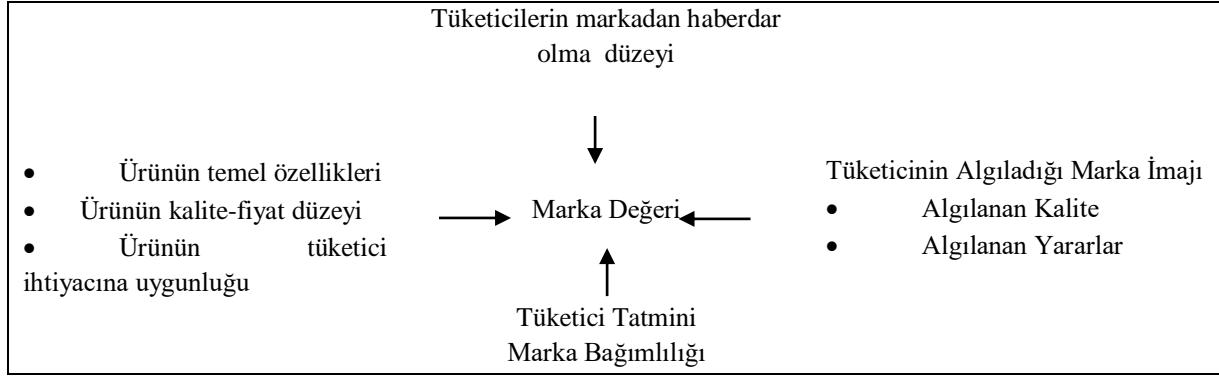 Tüketicilerin markadan haberdar
olma düzeyi
• Ürünün temel özellikleri
• Ürünün kalite-fiyat düzeyi
• Ürünün tüketici
ihtiyacına uygunluğu
Marka Değeri
Tüketicinin Algıladığı Marka İmajı
• Algılanan Kalite
• Algılanan Yararlar
Tüketici Tatmini
Marka Bağımlılığı